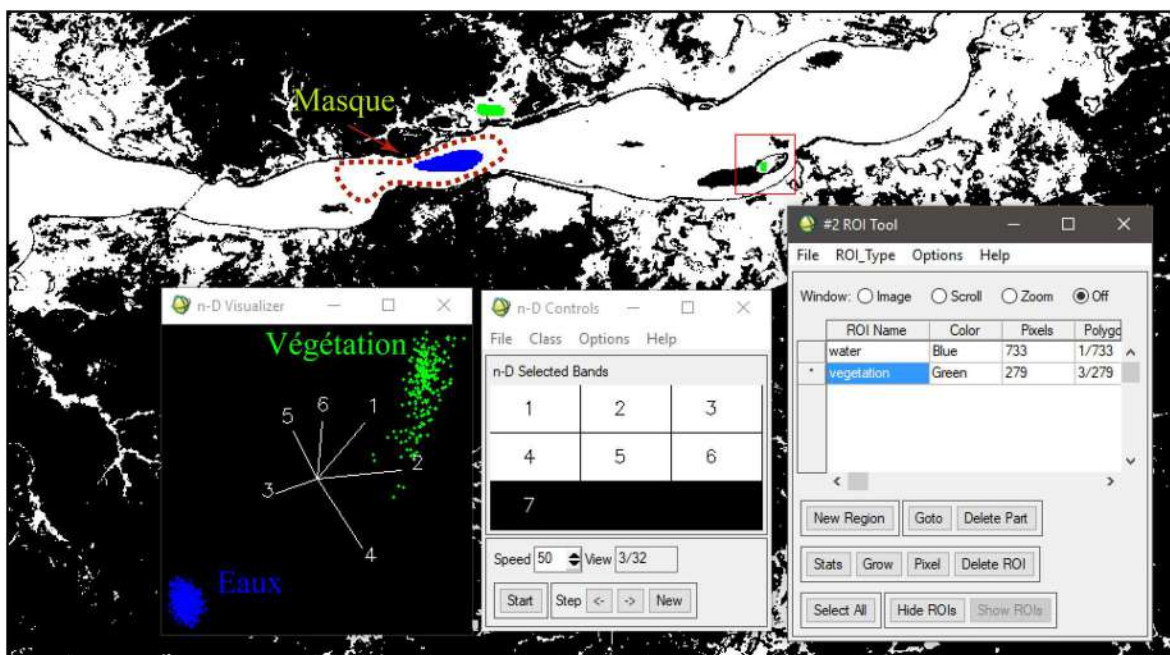 Masque
n-D Visualizer
Végétation
6
1
5
2
3
4
Eaux
n-D Controls
File Class Options Help
n-D Selected Bands
1 2 3
4 5 6
7
Speed 50 View 3/32
Start Step <- -> New
#2 ROI Tool
File ROI_Type Options Help
Window: Image Scroll Zoom Off
ROI Name Color Pixels Polygo
water Blue 733 1/733
* vegetation Green 279 3/279
New Region Goto Delete Part
Stats Grow Pixel Delete ROI
Select All Hide ROIs Show ROIs